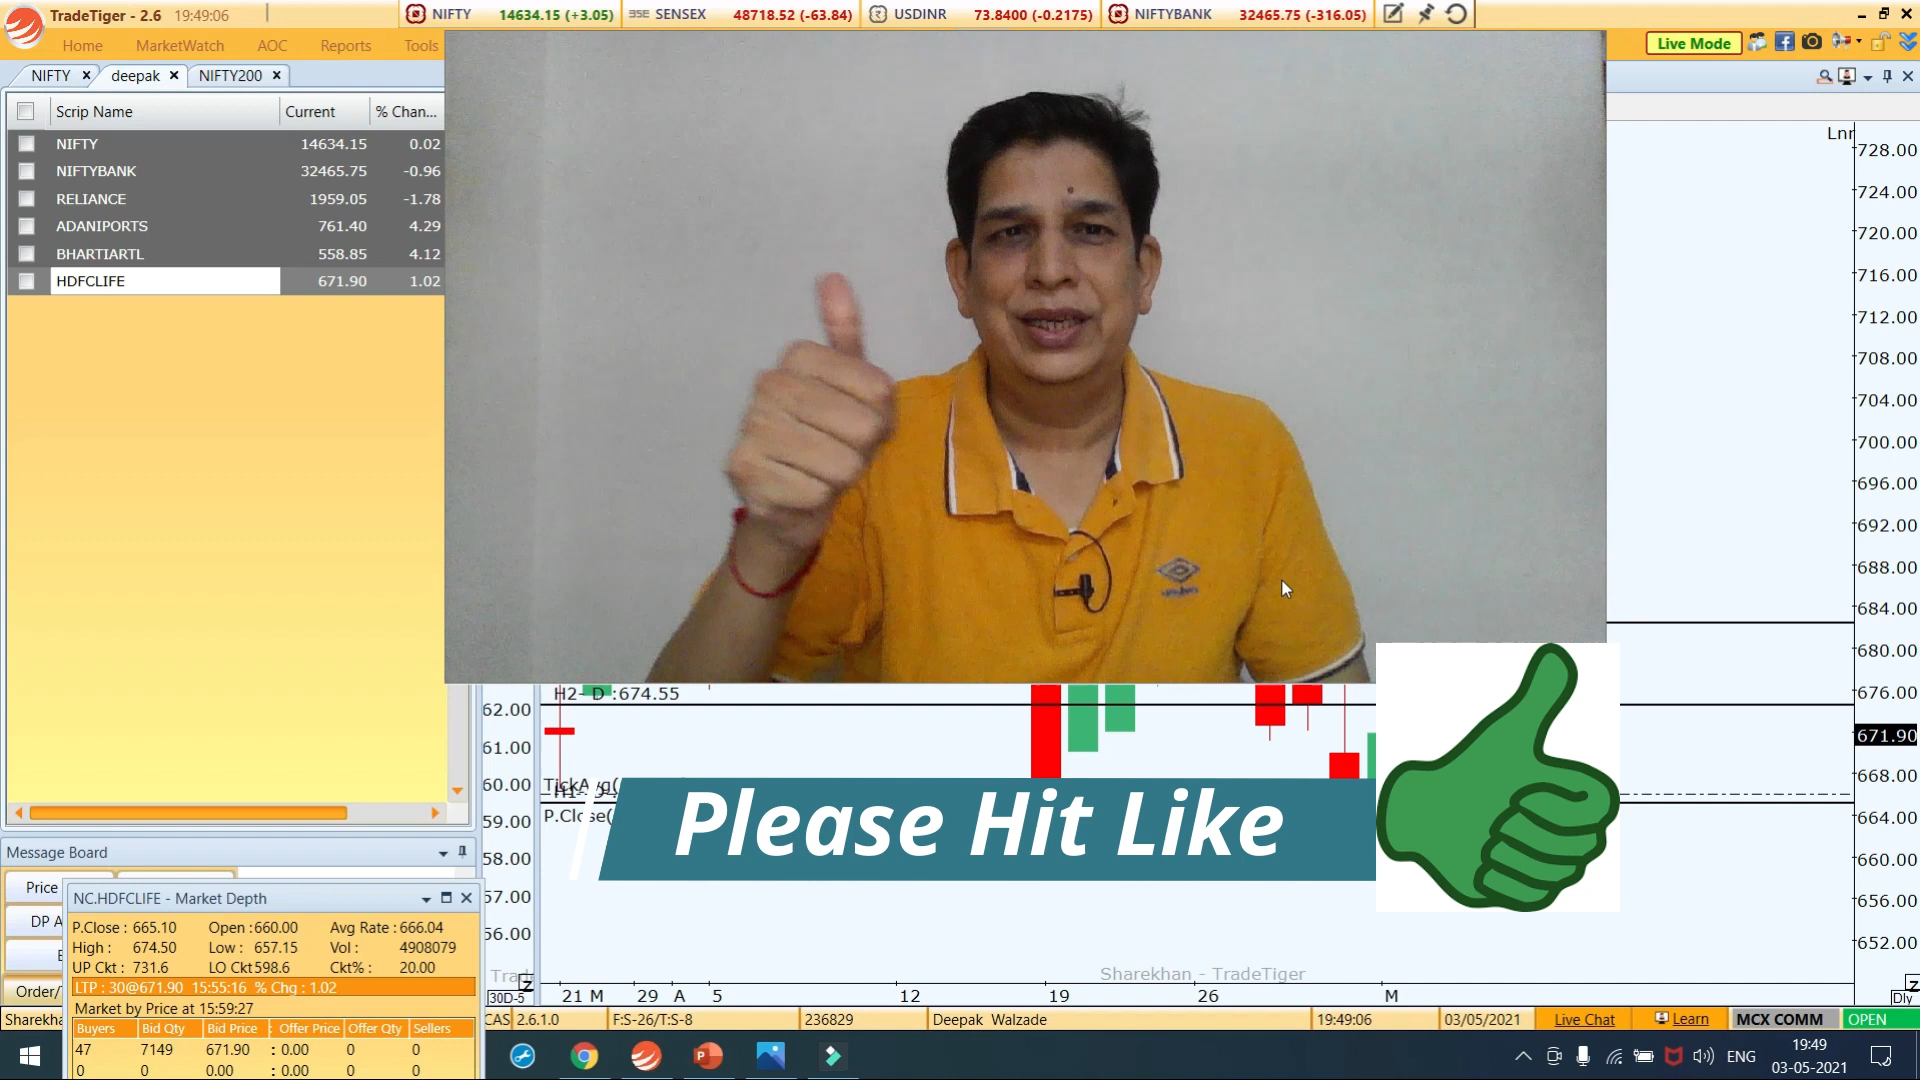 TradeTiger - 2.6 19:49:06
NIFTY 14634.15 (+3.05) BSE SENSEX 48718.52 (-63.84) USDINR 73.8400 (-0.2175) NIFTYBANK 32465.75 (-316.05)
Home MarketWatch AOC Reports Tools
Live Mode
NIFTY deepak NIFTY200
Scrip Name Current % Chan...
NIFTY 14634.15 0.02
NIFTYBANK 32465.75 -0.96
RELIANCE 1959.05 -1.78
ADANIPORTS 761.40 4.29
BHARTIARTL 558.85 4.12
HDFCLIFE 671.90 1.02
Lnr
728.00
724.00
720.00
716.00
712.00
708.00
704.00
700.00
696.00
692.00
688.00
684.00
680.00
676.00
671.90
668.00
664.00
660.00
656.00
652.00
H2- D :674.55
62.00
61.00
60.00
59.00
58.00
57.00
56.00
P.Close(
Please Hit Like
Message Board
Price
DP A
Order/
NC.HDFCLIFE - Market Depth
P.Close : 665.10 Open :660.00 Avg Rate : 666.04
High : 674.50 Low : 657.15 Vol : 4908079
UP Ckt : 731.6 LO Ckt598.6 Ckt% : 20.00
LTP : 30@671.90 15:55:16 % Chg : 1.02
Market by Price at 15:59:27
Buyers Bid Qty Bid Price : Offer Price Offer Qty Sellers
47 7149 671.90 : 0.00 0 0
0 0 0.00 : 0.00 0 0
Sharekhan - TradeTiger
30D-5 21 M 29 A 5 12 19 26 M Dly
Sharekha CAS 2.6.1.0 F:S-26/T:S-8 236829 Deepak Walzade 19:49:06 03/05/2021 Live Chat Learn MCX COMM OPEN
ENG 19:49
03-05-2021